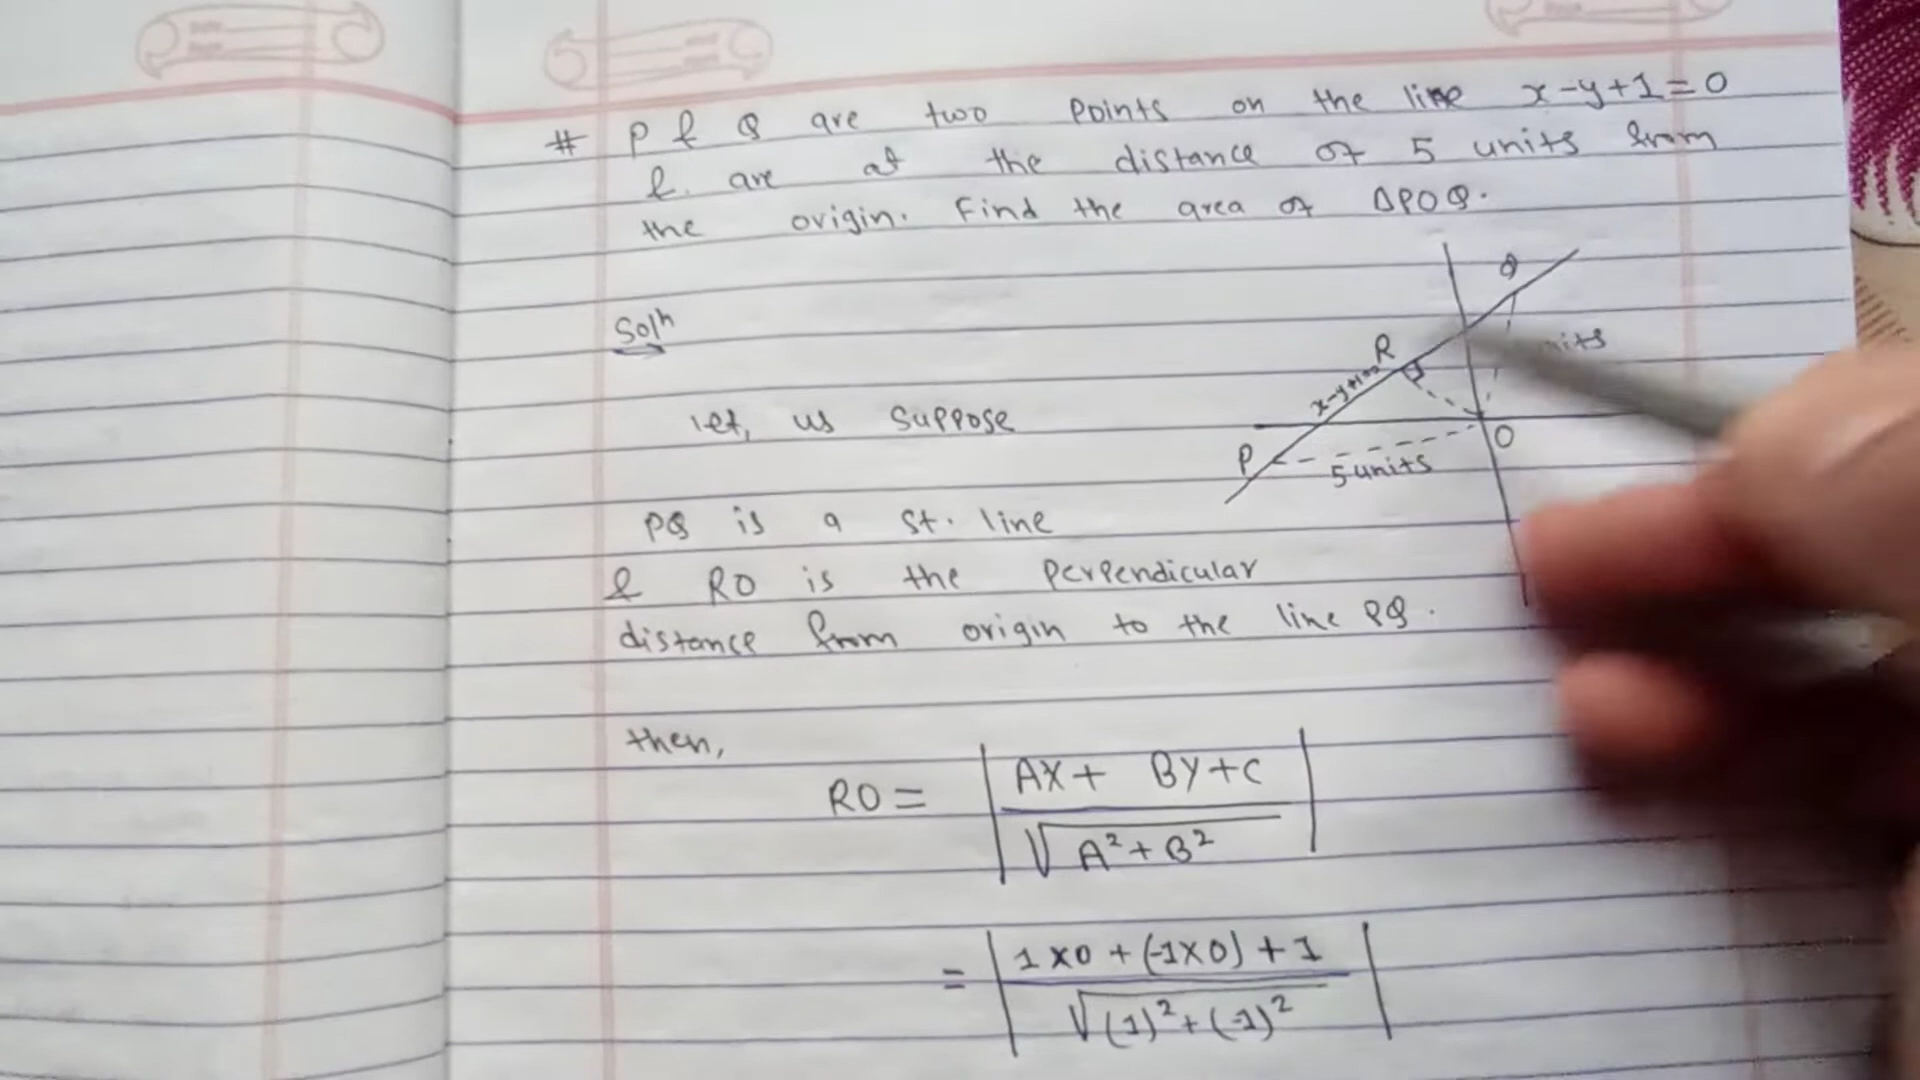 # P & Q are two points on the line x-y+1=0
& are at the distance of 5 units from
the origin. Find the area of ΔPOQ.
Soln
Q
R
x-y+1=0
O
P
5 units
let, us suppose
PQ is a st. line
& RO is the perpendicular
distance from origin to the line PQ.
then,
RO = |AX + BY+C / √A²+B²|
= |1x0 + (-1x0) + 1 / √(1)²+(-1)²|